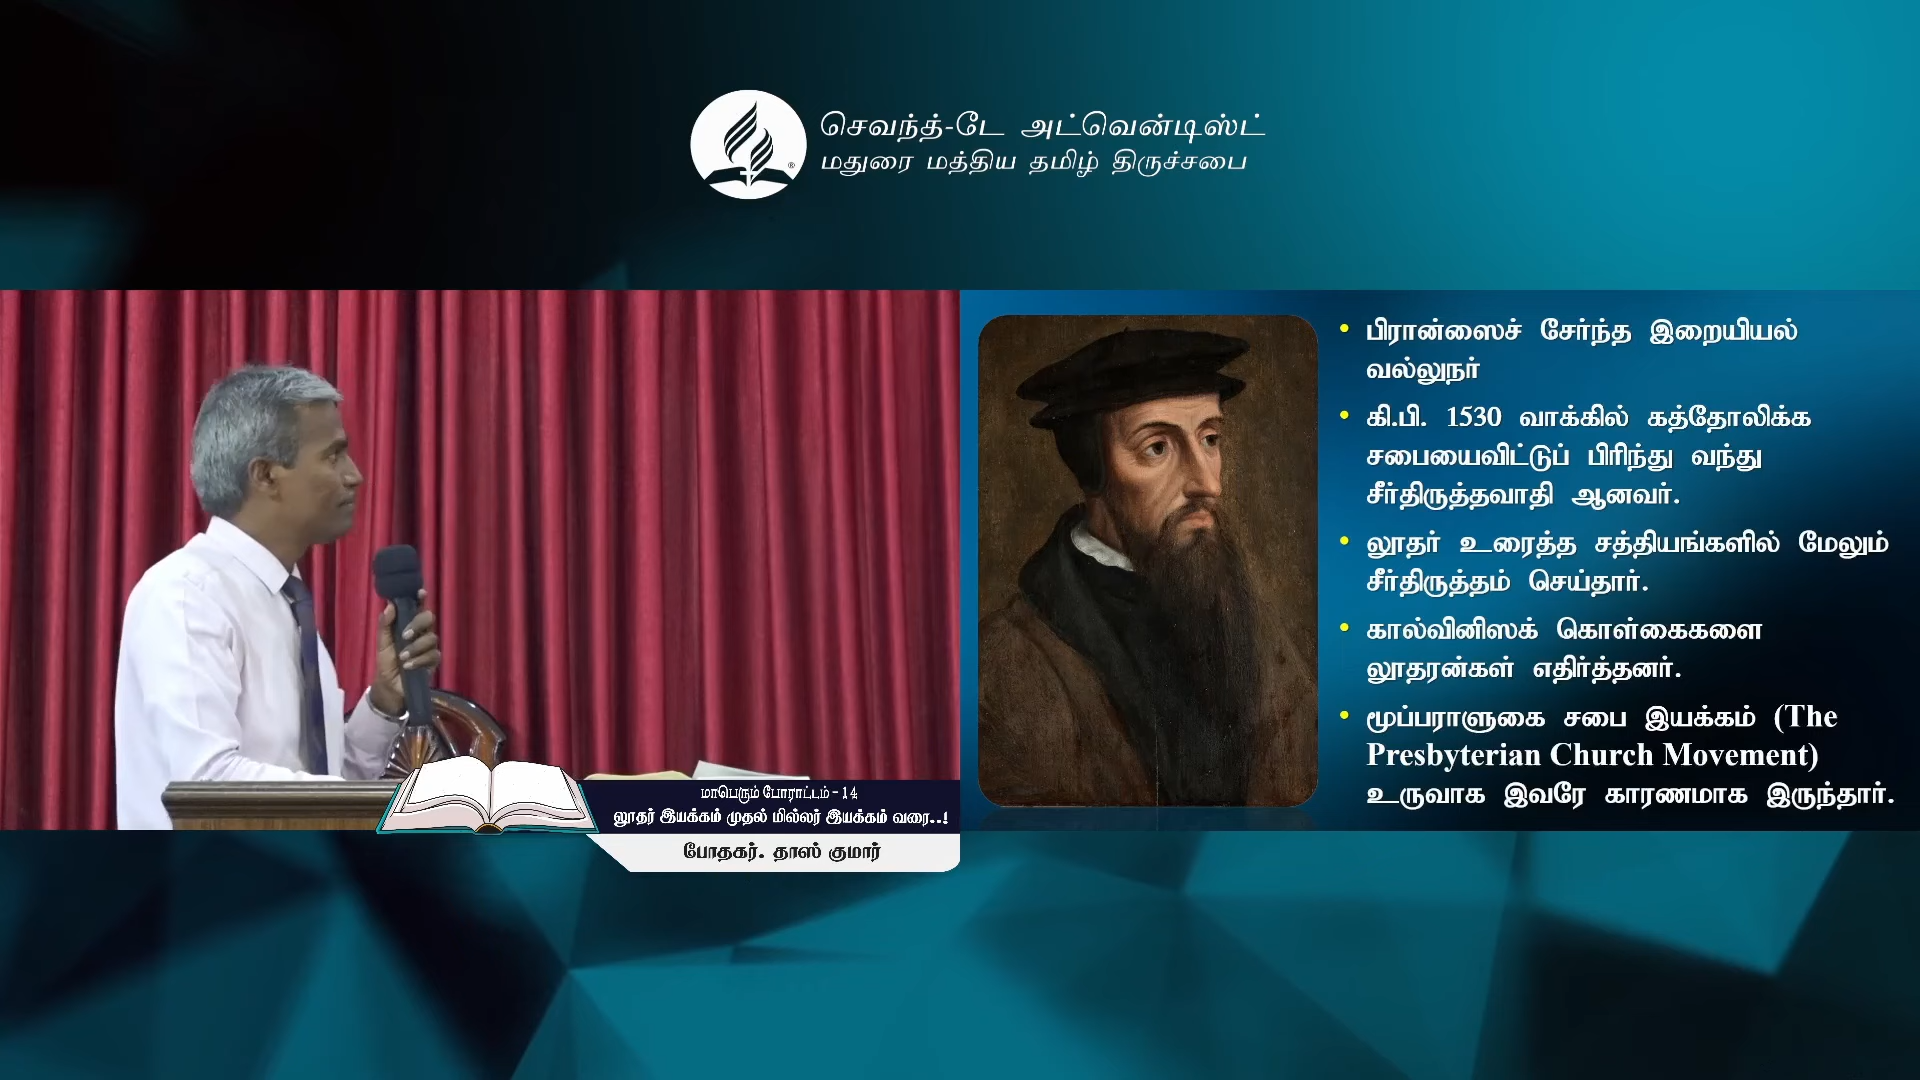 செவந்த்-டே அட்வென்டிஸ்ட்
மதுரை மத்திய தமிழ் திருச்சபை
பிரான்ஸைச் சேர்ந்த இறையியல்
வல்லுநர்
கி.பி. 1530 வாக்கில் கத்தோலிக்க
சபையைவிட்டுப் பிரிந்து வந்து
சீர்திருத்தவாதி ஆனவர்.
லூதர் உரைத்த சத்தியங்களில் மேலும்
சீர்திருத்தம் செய்தார்.
கால்வினிஸக் கொள்கைகளை
லூதரன்கள் எதிர்த்தனர்.
மூப்பராளுகை சபை இயக்கம் (The
Presbyterian Church Movement)
உருவாக இவரே காரணமாக இருந்தார்.
மாபெரும் போராட்டம் - 14
லூதர் இயக்கம் முதல் மில்லர் இயக்கம் வரை..!
போதகர். தாஸ் குமார்